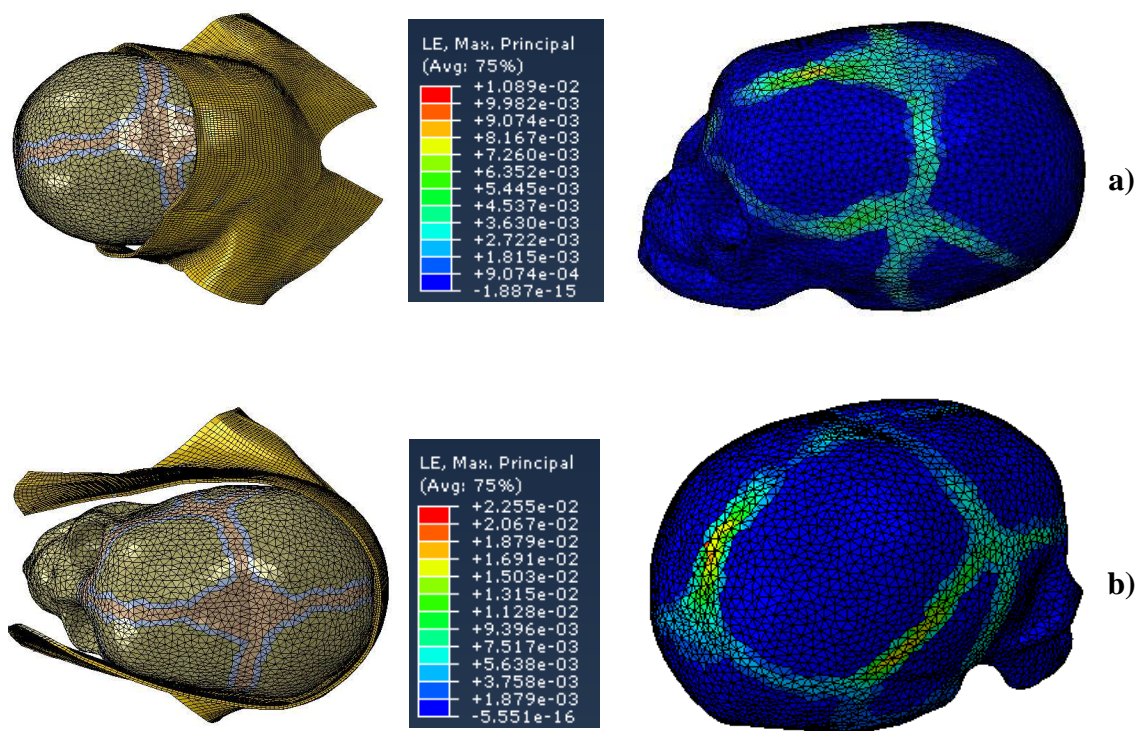 LE, Max. Principal
(Avg: 75%)
+1.089e-02
+9.982e-03
+9.074e-03
+8.167e-03
+7.260e-03
+6.352e-03
+5.445e-03
+4.537e-03
+3.630e-03
+2.722e-03
+1.815e-03
+9.074e-04
-1.887e-15
a)
LE, Max. Principal
(Avg: 75%)
+2.255e-02
+2.067e-02
+1.879e-02
+1.691e-02
+1.503e-02
+1.315e-02
+1.128e-02
+9.396e-03
+7.517e-03
+5.638e-03
+3.758e-03
+1.879e-03
-5.551e-16
b)